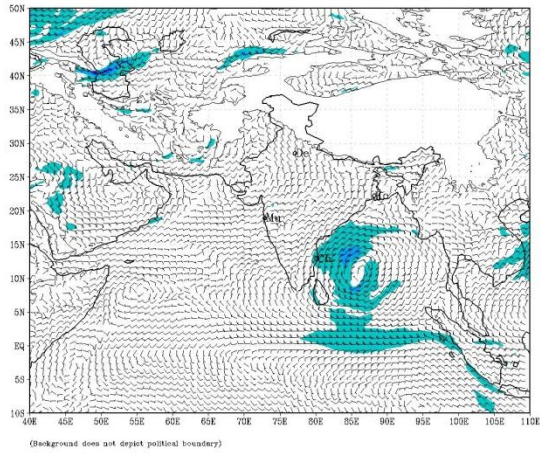 50N
45N
40N
35N
30N
De
25N
20N
Mu
15N
Ch
10N
5N
EQ
5S
10S
40E 45E 50E 55E 60E 65E 70E 75E 80E 85E 90E 95E 100E 105E 110E
(Background does not depict political boundary)